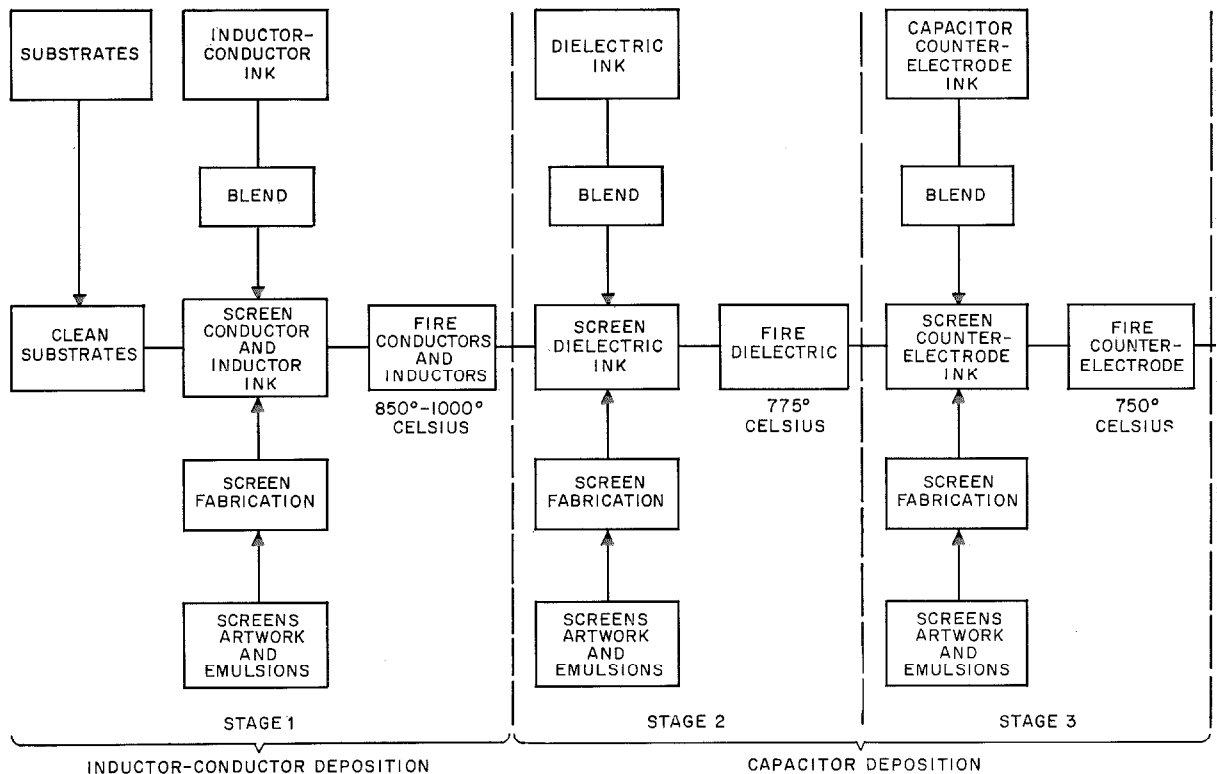 SUBSTRATES
INDUCTOR-
CONDUCTOR
INK
BLEND
CLEAN
SUBSTRATES
SCREEN
CONDUCTOR
AND
INDUCTOR
INK
FIRE
CONDUCTORS
AND
INDUCTORS
850°-1000°
CELSIUS
SCREEN
FABRICATION
SCREENS
ARTWORK
AND
EMULSIONS
STAGE 1
INDUCTOR-CONDUCTOR DEPOSITION
DIELECTRIC
INK
BLEND
SCREEN
DIELECTRIC
INK
FIRE
DIELECTRIC
775°
CELSIUS
SCREEN
FABRICATION
SCREENS
ARTWORK
AND
EMULSIONS
STAGE 2
CAPACITOR
COUNTER-
ELECTRODE
INK
BLEND
SCREEN
COUNTER-
ELECTRODE
INK
FIRE
COUNTER-
ELECTRODE
750°
CELSIUS
SCREEN
FABRICATION
SCREENS
ARTWORK
AND
EMULSIONS
STAGE 3
CAPACITOR DEPOSITION